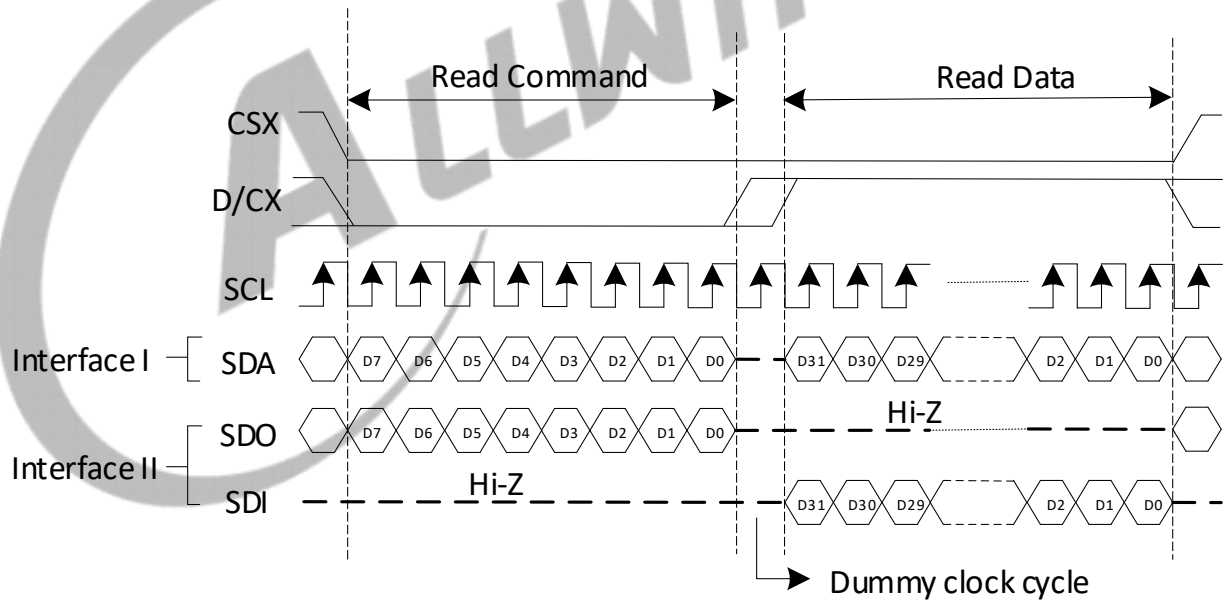 ALLWI
Read Command
Read Data
CSX
D/CX
SCL
Interface I
SDA
D7 D6 D5 D4 D3 D2 D1 D0 D31 D30 D29 D2 D1 D0
Hi-Z
SDO
D7 D6 D5 D4 D3 D2 D1 D0
Interface II
Hi-Z
SDI
D31 D30 D29 D2 D1 D0
Dummy clock cycle